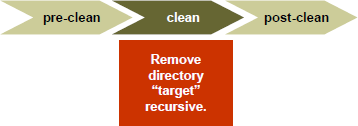 pre-clean clean post-clean
Remove
directory
“target”
recursive.